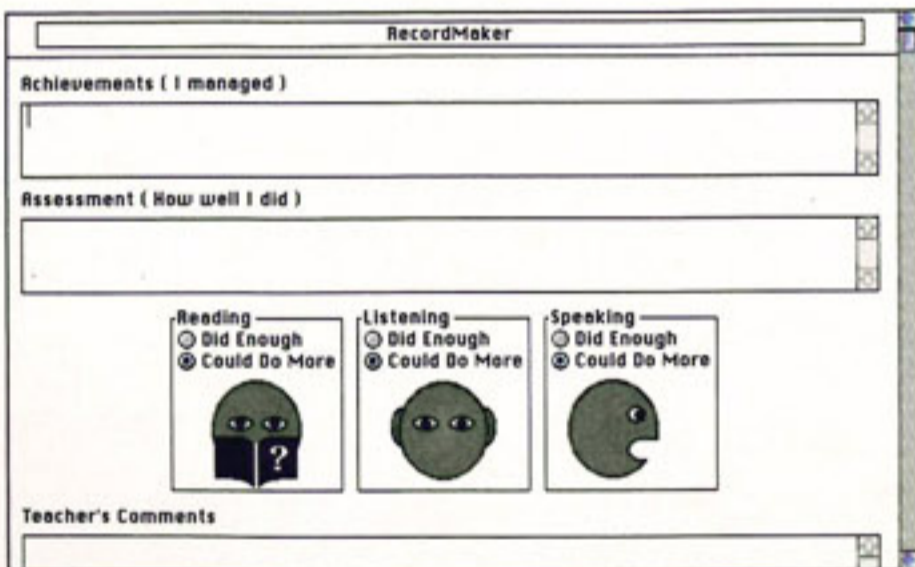 RecordMaker
Achievements ( I managed )
Assessment ( How well I did )
Reading
Did Enough
Could Do More
?
Listening
Did Enough
Could Do More
Speaking
Did Enough
Could Do More
Teacher's Comments